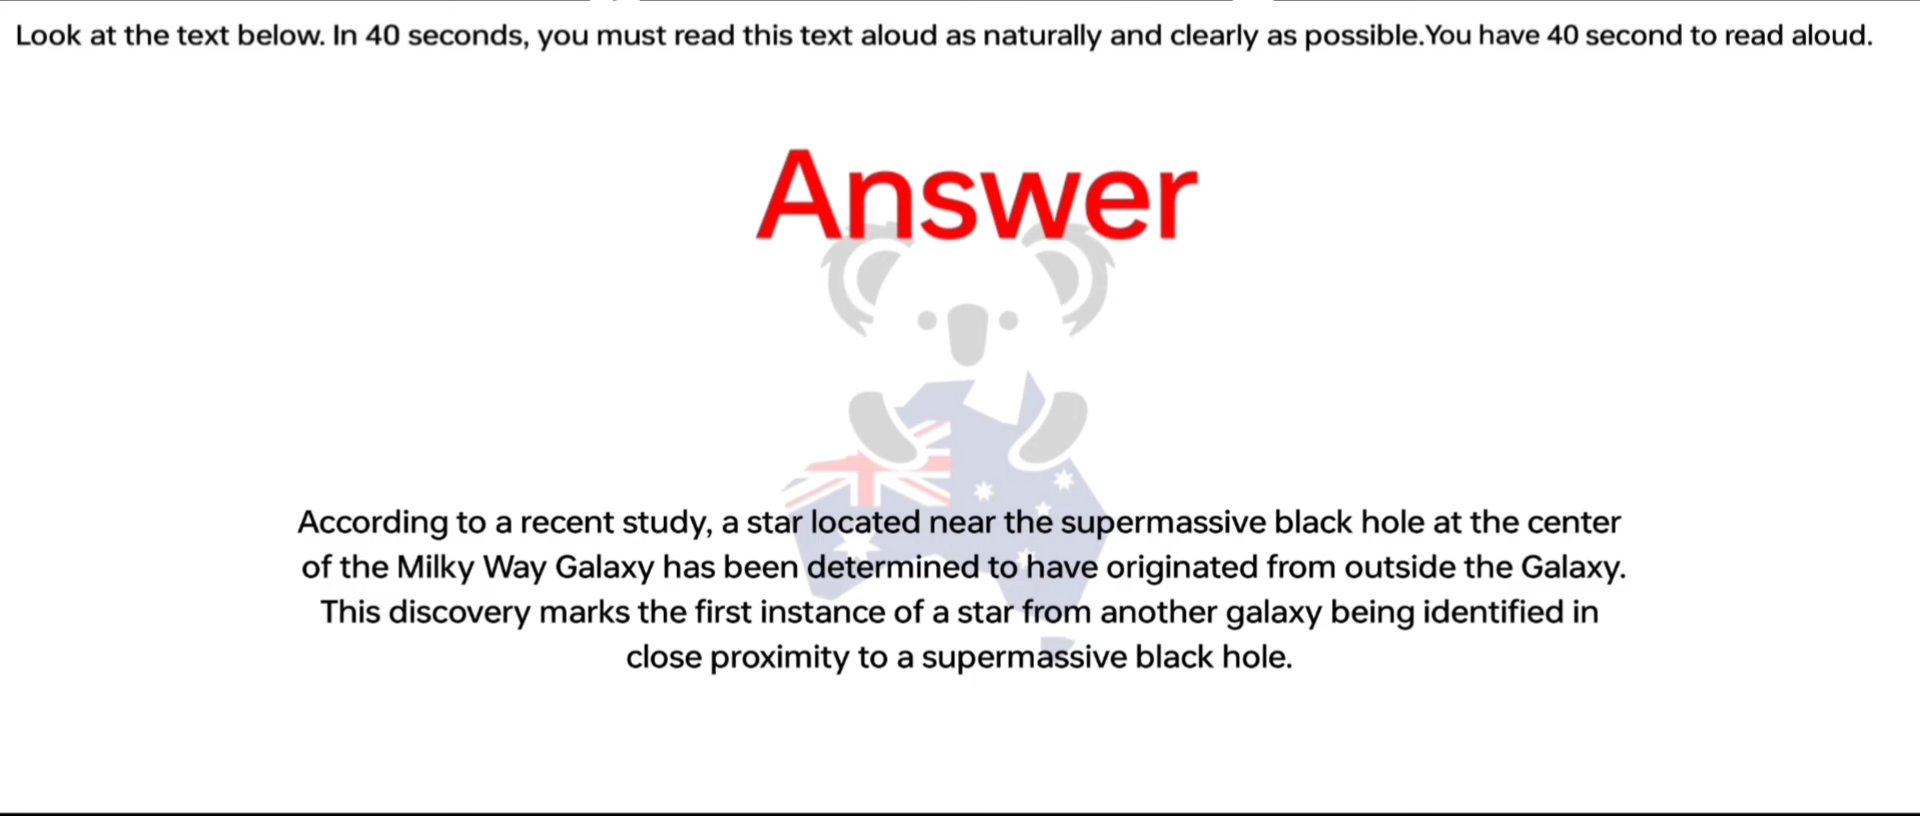 Look at the text below. In 40 seconds, you must read this text aloud as naturally and clearly as possible.You have 40 second to read aloud.
Answer
According to a recent study, a star located near the supermassive black hole at the center
of the Milky Way Galaxy has been determined to have originated from outside the Galaxy.
This discovery marks the first instance of a star from another galaxy being identified in
close proximity to a supermassive black hole.